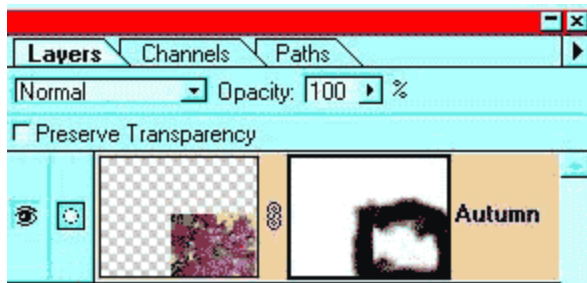 Layers Channels Paths
Normal Opacity: 100 %
Preserve Transparency
Autumn